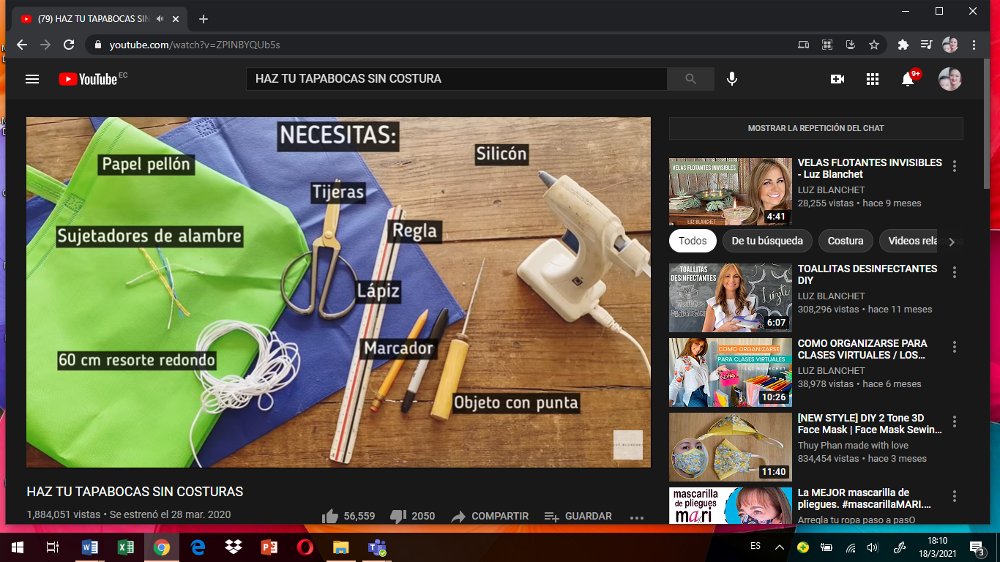 (79) HAZ TU TAPABOCAS SIN
youtube.com/watch?v=ZPINBYQUb5s
YouTube EC
HAZ TU TAPABOCAS SIN COSTURA
9+
NECESITAS:
Papel pellón
Silicón
Tijeras
Sujetadores de alambre
Regla
Lápiz
Marcador
60 cm resorte redondo
Objeto con punta
LUZ BLANCHET
HAZ TU TAPABOCAS SIN COSTURAS
1,884,051 vistas • Se estrenó el 28 mar. 2020
56,559
2050
COMPARTIR
GUARDAR
MOSTRAR LA REPETICIÓN DEL CHAT
VELAS FLOTANTES INVISIBLES
LUZ BLANCHET
4:41
VELAS FLOTANTES INVISIBLES
- Luz Blanchet
LUZ BLANCHET
28,255 vistas • hace 9 meses
Todos
De tu búsqueda
Costura
Videos rela
TOALLITAS
DESINFECTANTES
Lúzite
6:07
TOALLITAS DESINFECTANTES
DIY
LUZ BLANCHET
308,296 vistas • hace 11 meses
COMO ORGANIZARSE
PARA CLASES VIRTUALES
10:26
COMO ORGANIZARSE PARA
CLASES VIRTUALES / LOS...
LUZ BLANCHET
38,978 vistas • hace 6 meses
11:40
[NEW STYLE] DIY 2 Tone 3D
Face Mask | Face Mask Sewin...
Thuy Phan made with love
834,454 vistas • hace 3 meses
mascarilla
de pliegues
mari
La MEJOR mascarilla de
pliegues. #mascarillaMARI....
Arregla tu ropa paso a pasO
ES
18:10
18/3/2021
3